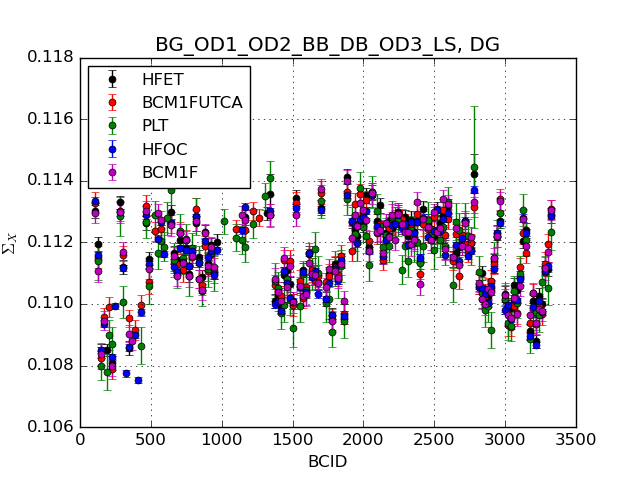 BG_OD1_OD2_BB_DB_OD3_LS, DG
0.118
0.116
0.114
0.112
0.110
0.108
0.106
Σ_X
HFET
BCM1FUTCA
PLT
HFOC
BCM1F
0 500 1000 1500 2000 2500 3000 3500
BCID